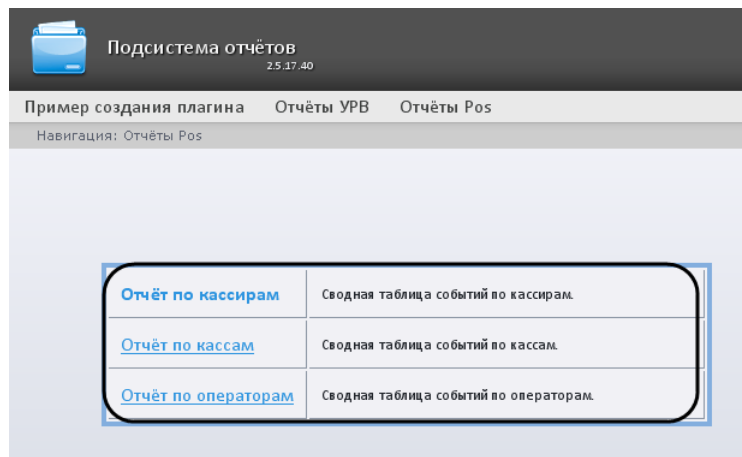 Подсистема отчётов
2.5.17.40
Пример создания плагина Отчёты УРВ Отчёты Pos
Навигация: Отчёты Pos
Отчёт по кассирам Сводная таблица событий по кассирам.
Отчёт по кассам Сводная таблица событий по кассам.
Отчёт по операторам Сводная таблица событий по операторам.